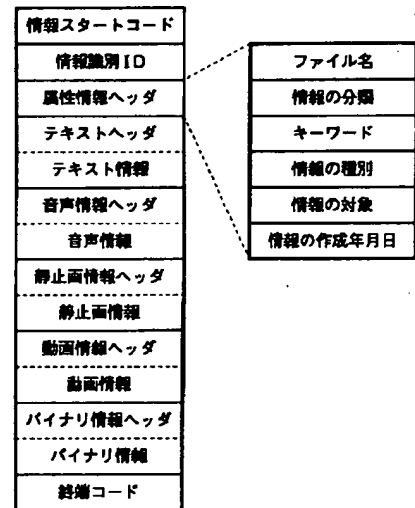 情報スタートコード
情報識別ID
属性情報ヘッダ
テキストヘッダ
テキスト情報
音声情報ヘッダ
音声情報
静止画情報ヘッダ
静止画情報
動画情報ヘッダ
動画情報
バイナリ情報ヘッダ
バイナリ情報
終端コード
ファイル名
情報の分類
キーワード
情報の種別
情報の対象
情報の作成年月日